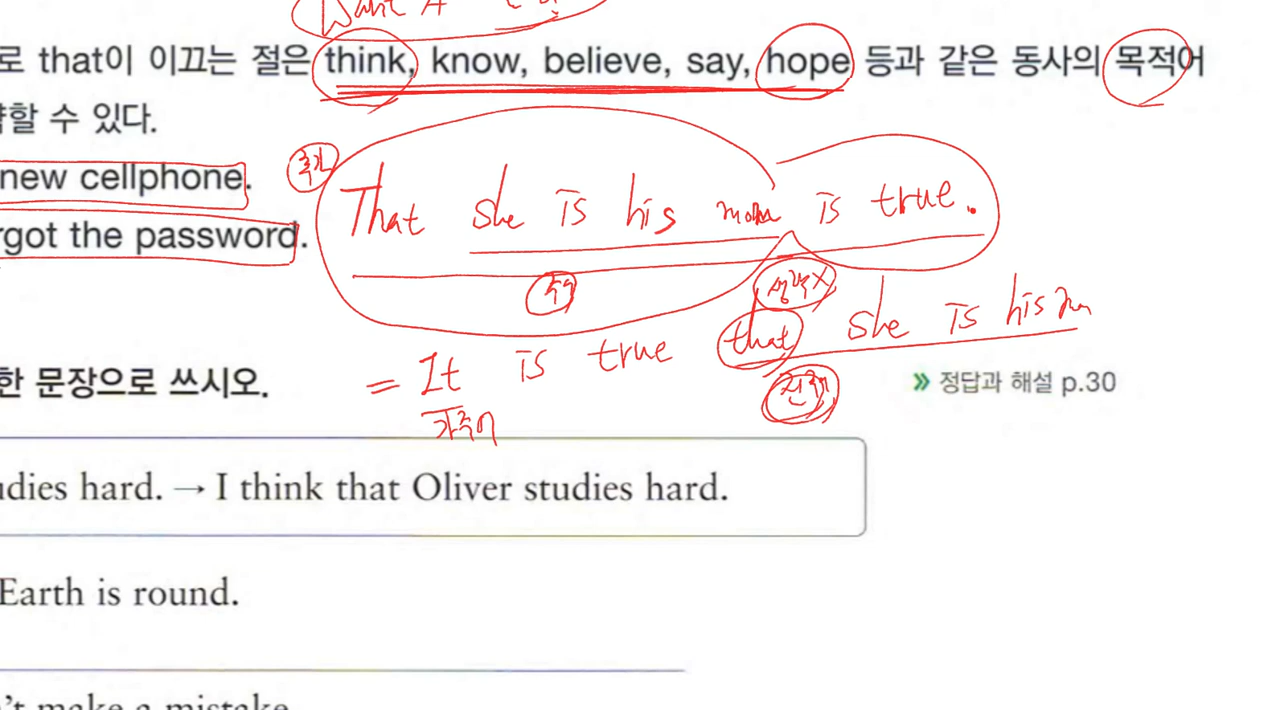 로 that이 이끄는 절은 think, know, believe, say, hope 등과 같은 동사의 목적어
할 수 있다.
new cellphone.
추가
That she is his mom is true.
rgot the password.
주어
생략X
= It is true that she is his
가주어
진주어
한 문장으로 쓰시오.
» 정답과 해설 p.30
udies hard. → I think that Oliver studies hard.
Earth is round.
't make a mistake